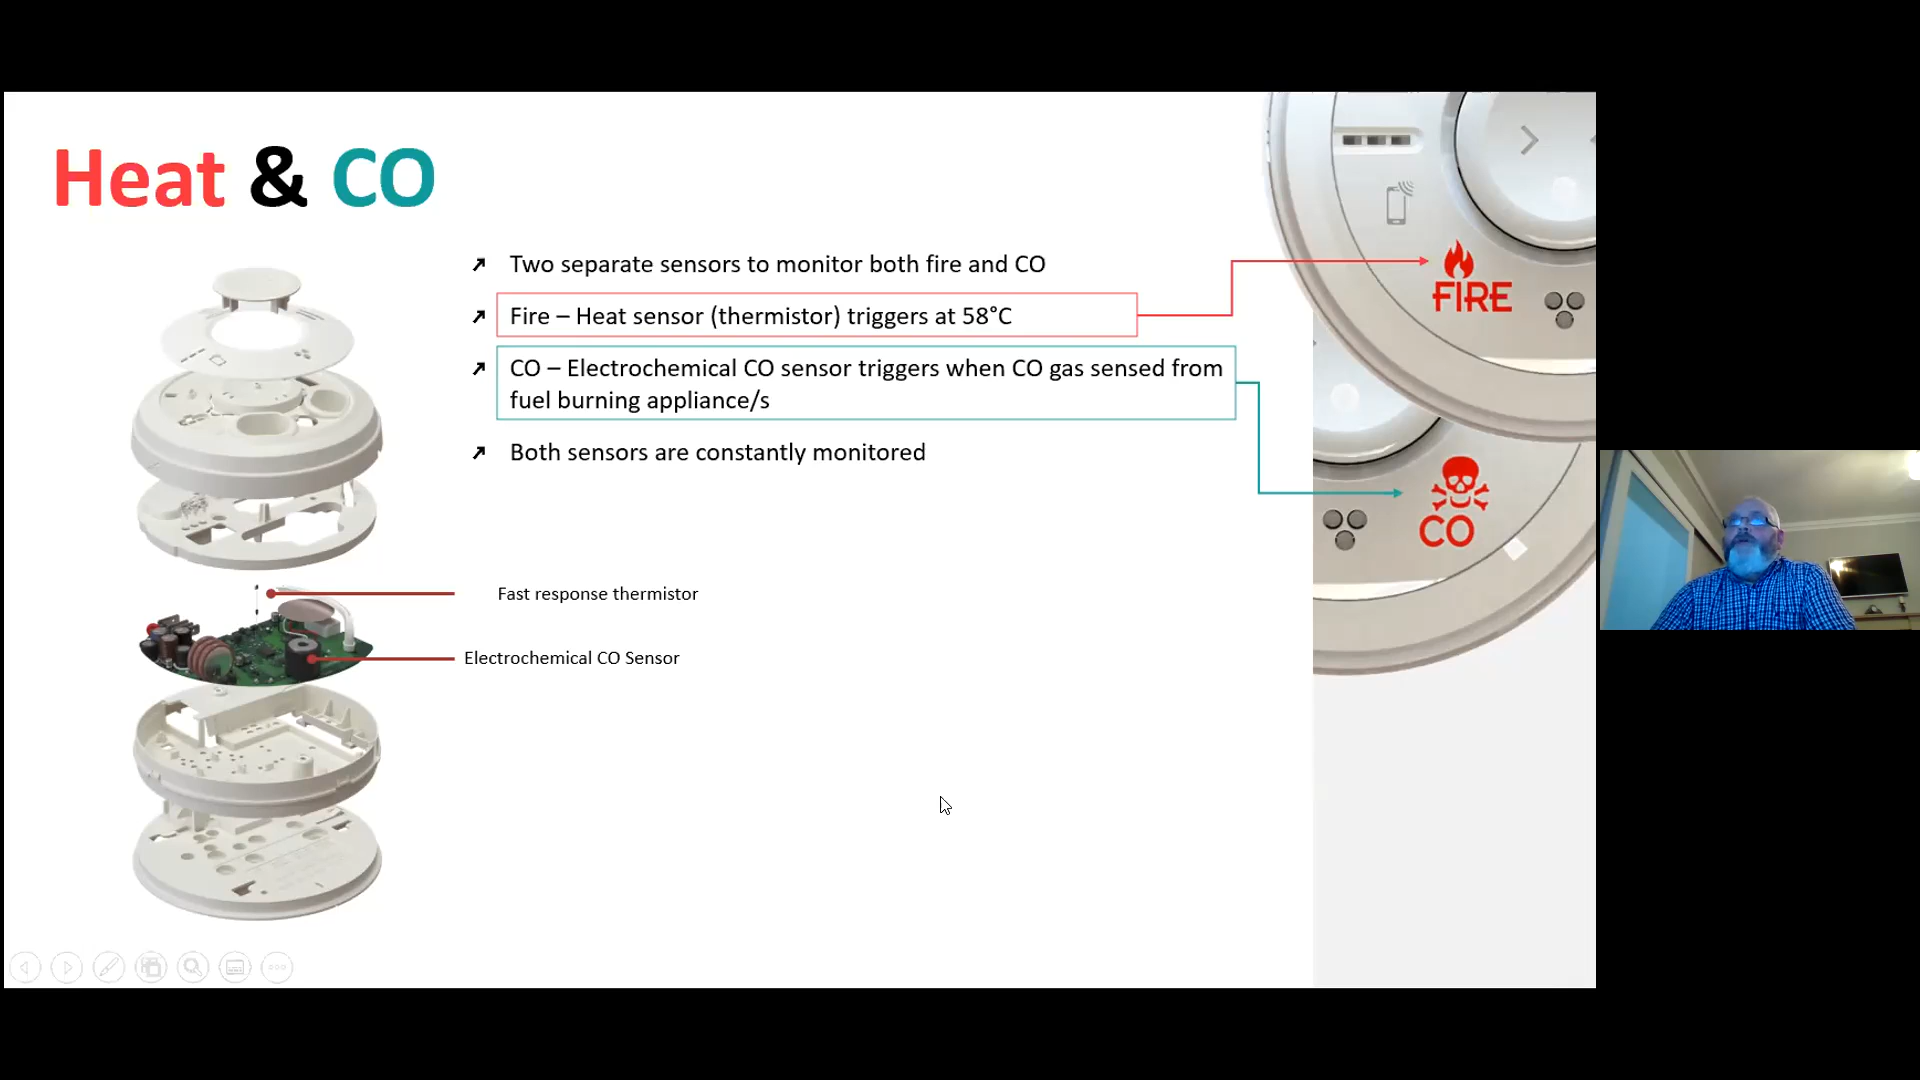 Heat & CO
Two separate sensors to monitor both fire and CO
Fire – Heat sensor (thermistor) triggers at 58°C
CO – Electrochemical CO sensor triggers when CO gas sensed from
fuel burning appliance/s
Both sensors are constantly monitored
Fast response thermistor
Electrochemical CO Sensor
FIRE
CO